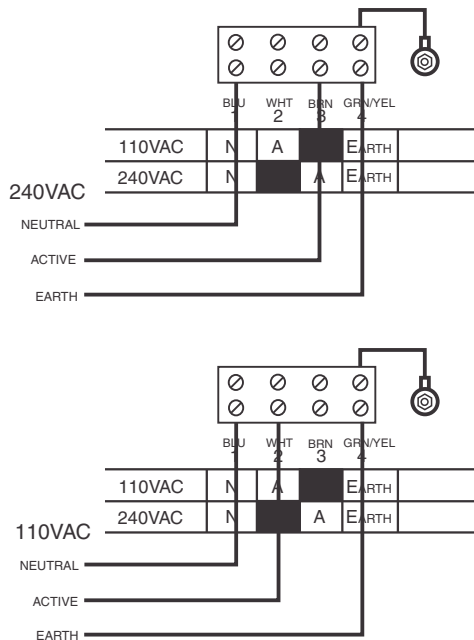 BLU WHT BRN GRN/YEL
1 2 3 4
110VAC N A EARTH
240VAC N A EARTH
240VAC
NEUTRAL
ACTIVE
EARTH
BLU WHT BRN GRN/YEL
1 2 3 4
110VAC N A EARTH
240VAC N A EARTH
110VAC
NEUTRAL
ACTIVE
EARTH